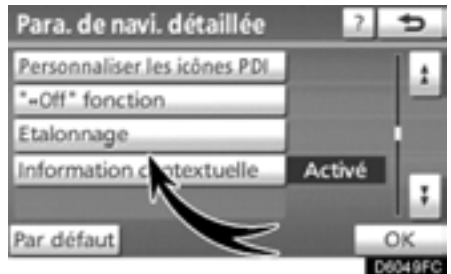 Para. de navi. détaillée ?
Personnaliser les icônes PDI
"◄Off" fonction
Etalonnage
Information contextuelle Activé
Par défaut OK
D6049FC